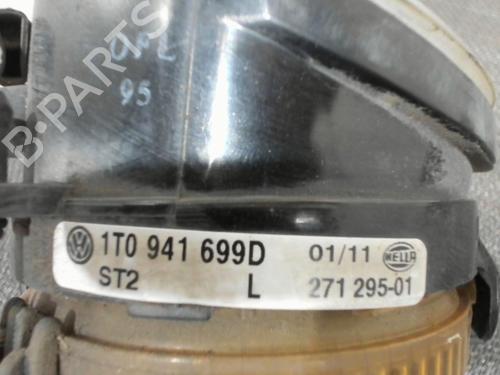 95
B-PARTS
1T0 941 699D 01/11 HELLA
ST2 L 271 295-01